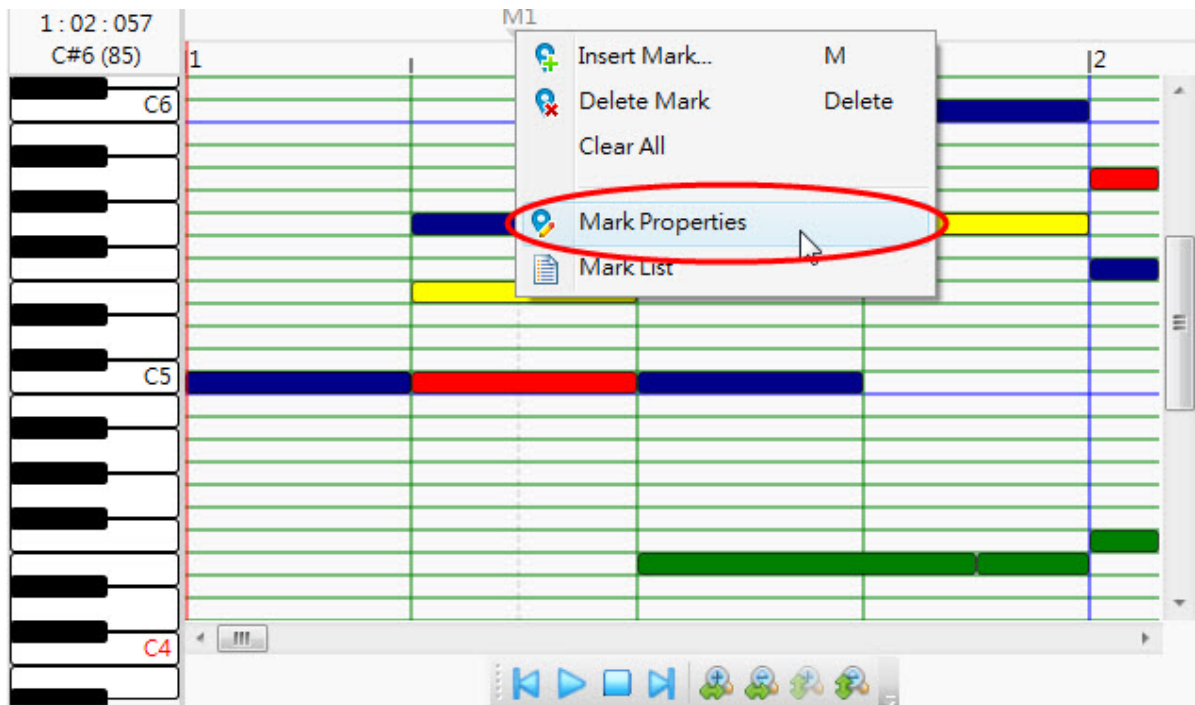 1 : 02 : 057
M1
C#6 (85)
1
2
Insert Mark... M
Delete Mark Delete
Clear All
Mark Properties
Mark List
C6
C5
C4